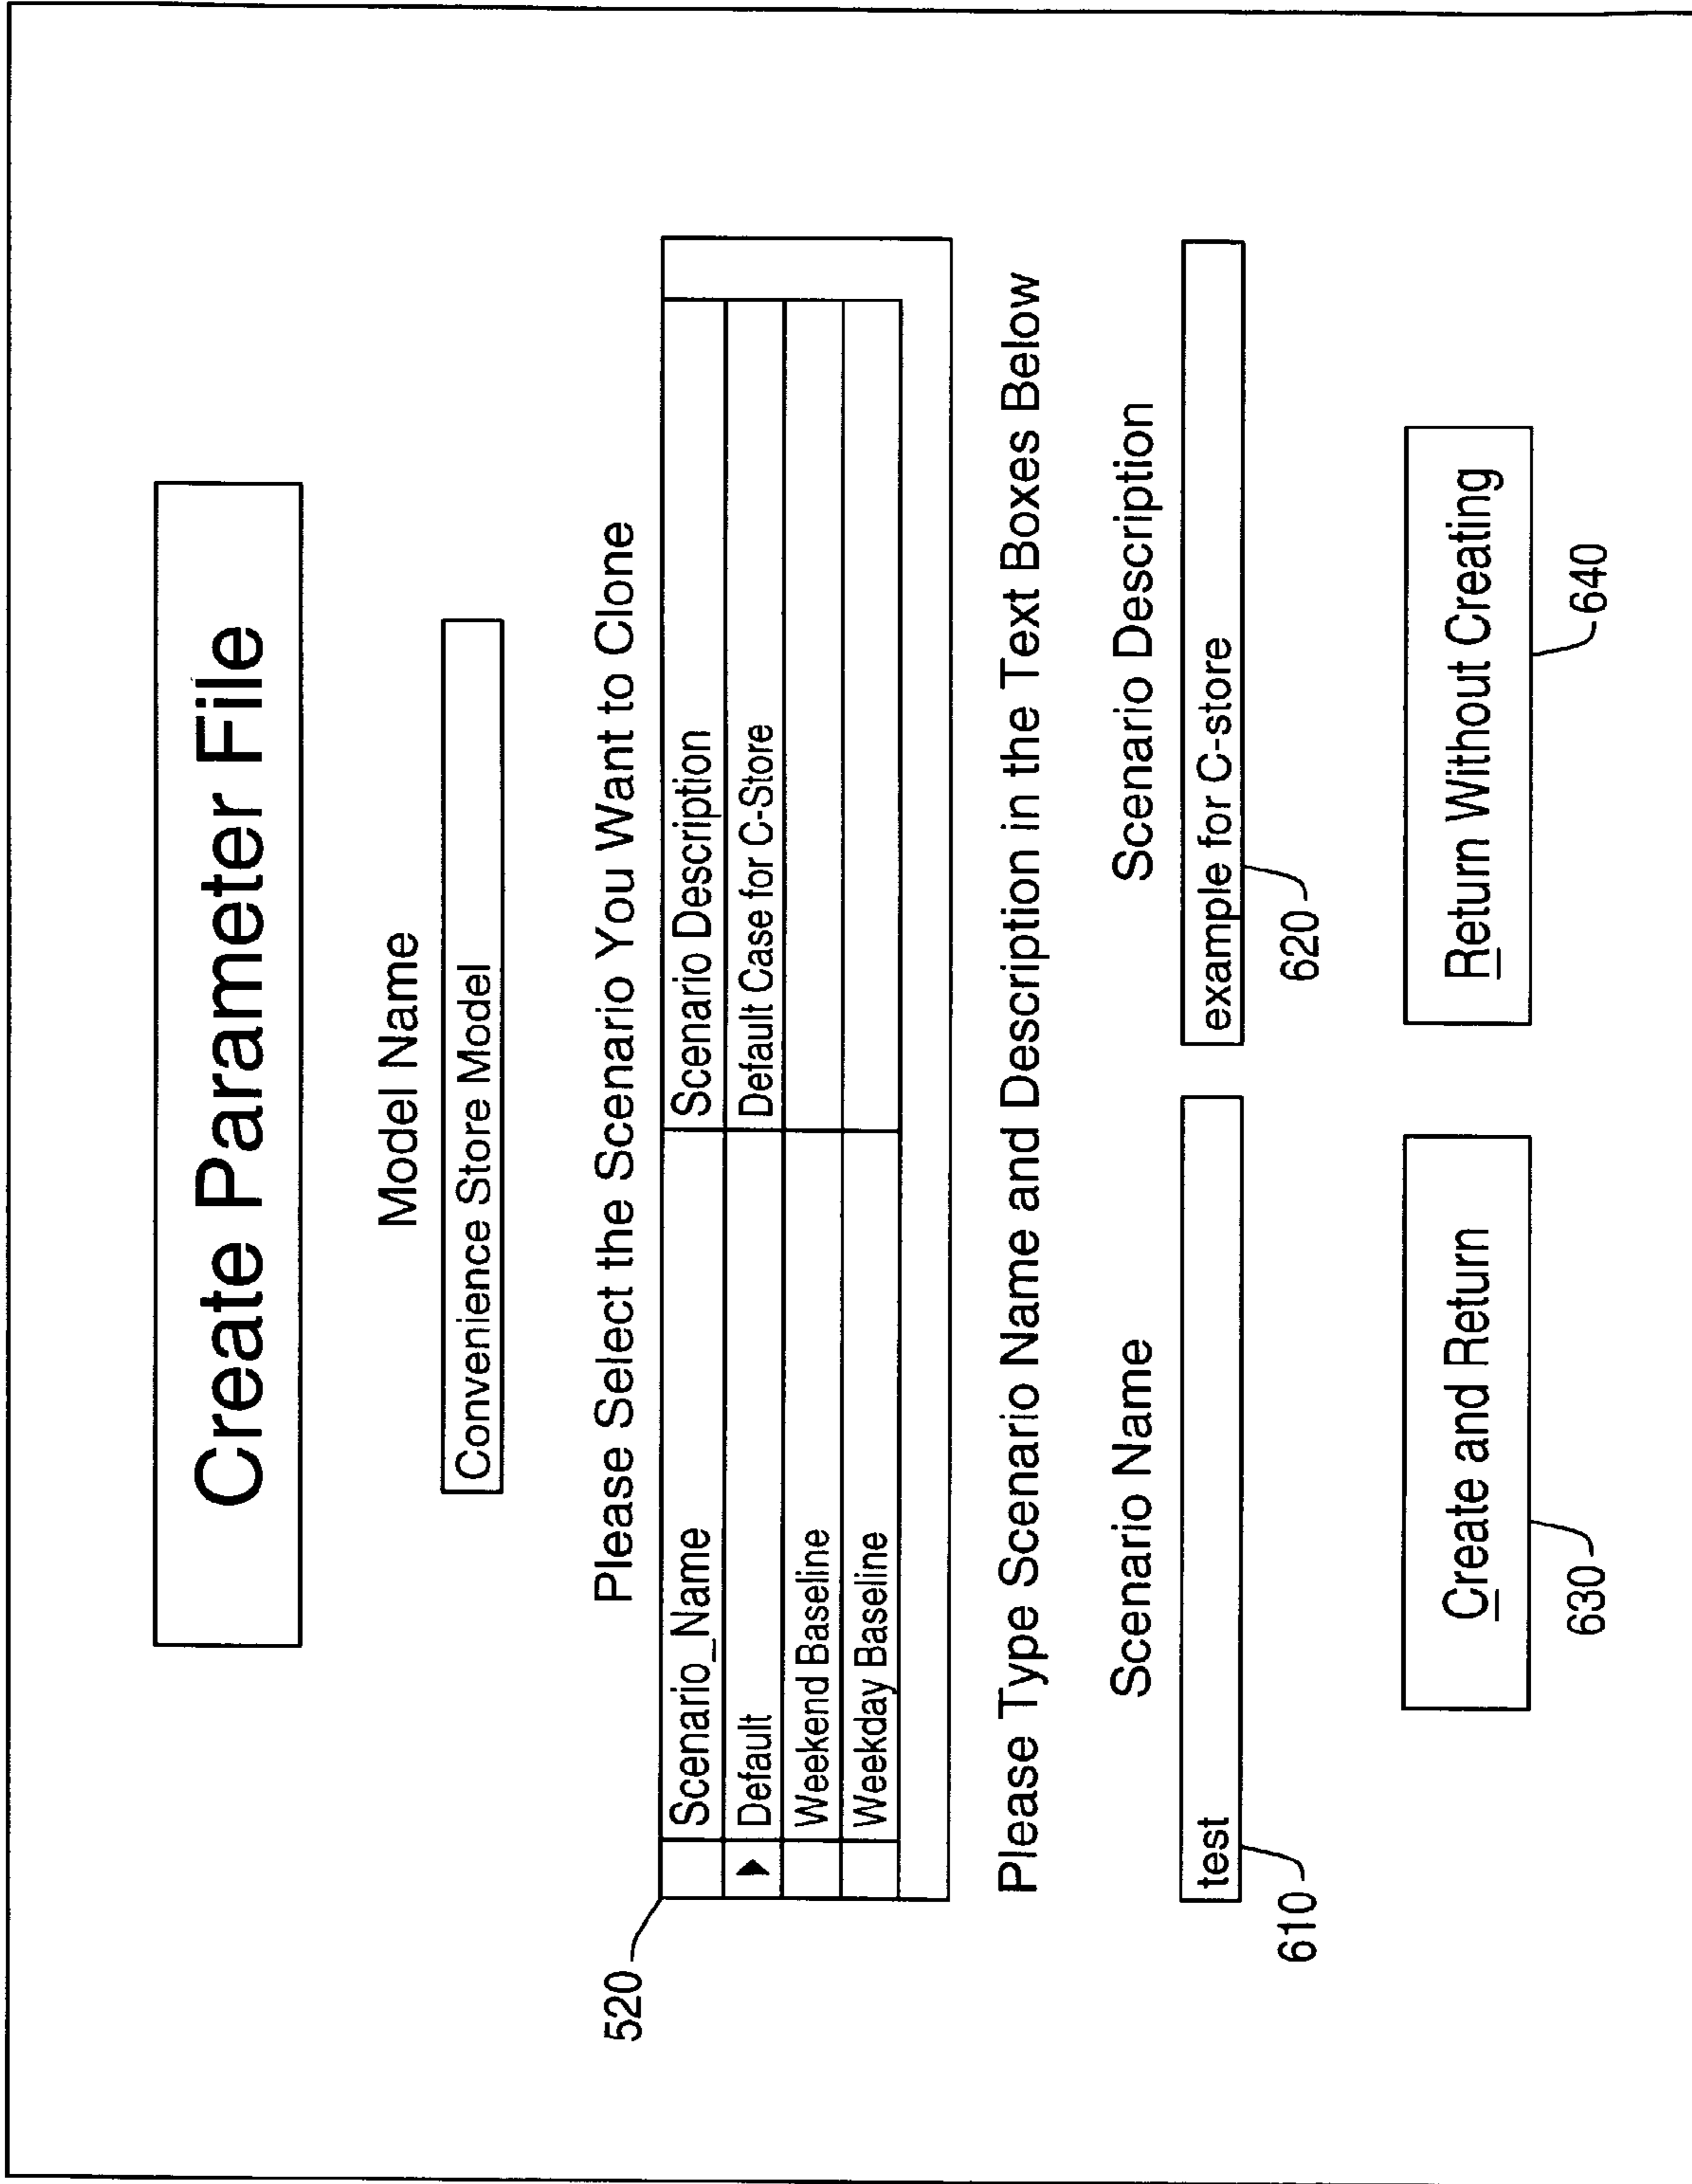 Create Parameter File
Model Name
Convenience Store Model
Please Select the Scenario You Want to Clone
520
Scenario_Name Scenario Description
Default Default Case for C-Store
Weekend Baseline
Weekday Baseline
Please Type Scenario Name and Description in the Text Boxes Below
Scenario Name Scenario Description
test example for C-store
610 620
Create and Return Return Without Creating
630 640